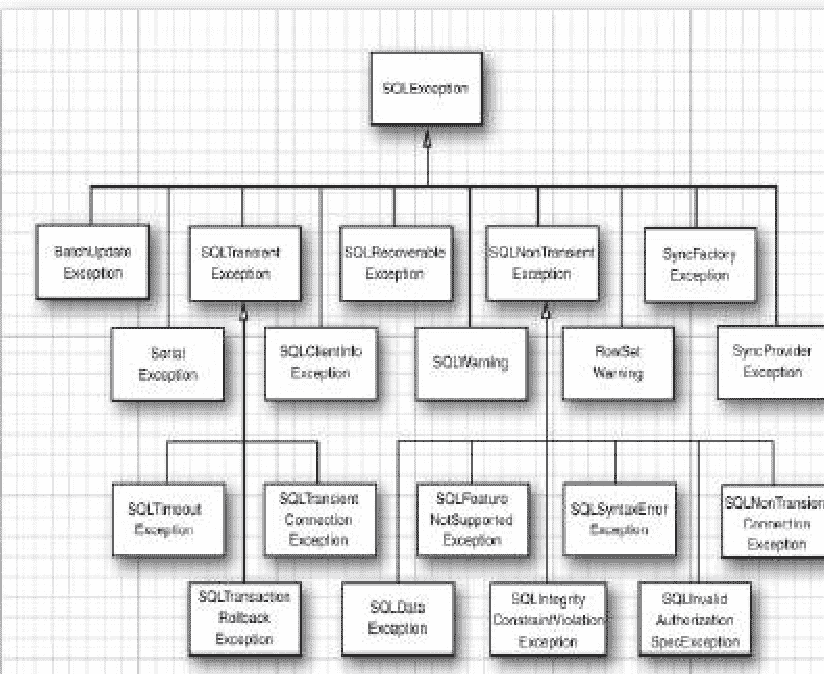 SQLException
BatchUpdate
Exception
SQLTransient
Exception
SQLRecoverable
Exception
SQLNonTransient
Exception
SyncFactory
Exception
Serial
Exception
SQLClientInfo
Exception
SQLWarning
RowSet
Warning
SyncProvider
Exception
SQLTimeout
Exception
SQLTransient
Connection
Exception
SQLFeature
NotSupported
Exception
SQLSyntaxError
Exception
SQLNonTransien
Connection
Exception
SQLTransaction
Rollback
Exception
SQLData
Exception
SQLIntegrity
ConstraintViolation
Exception
SQLInvalid
Authorization
SpecException